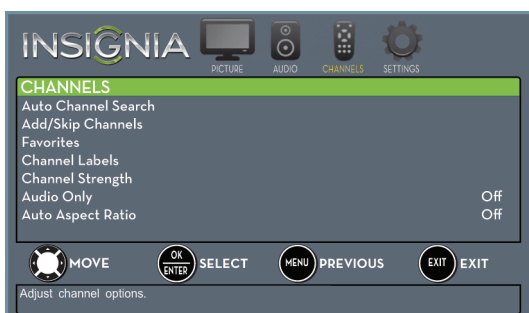 INSIGNIA
PICTURE AUDIO CHANNELS SETTINGS
CHANNELS
Auto Channel Search
Add/Skip Channels
Favorites
Channel Labels
Channel Strength
Audio Only Off
Auto Aspect Ratio Off
MOVE OK ENTER SELECT MENU PREVIOUS EXIT EXIT
Adjust channel options.